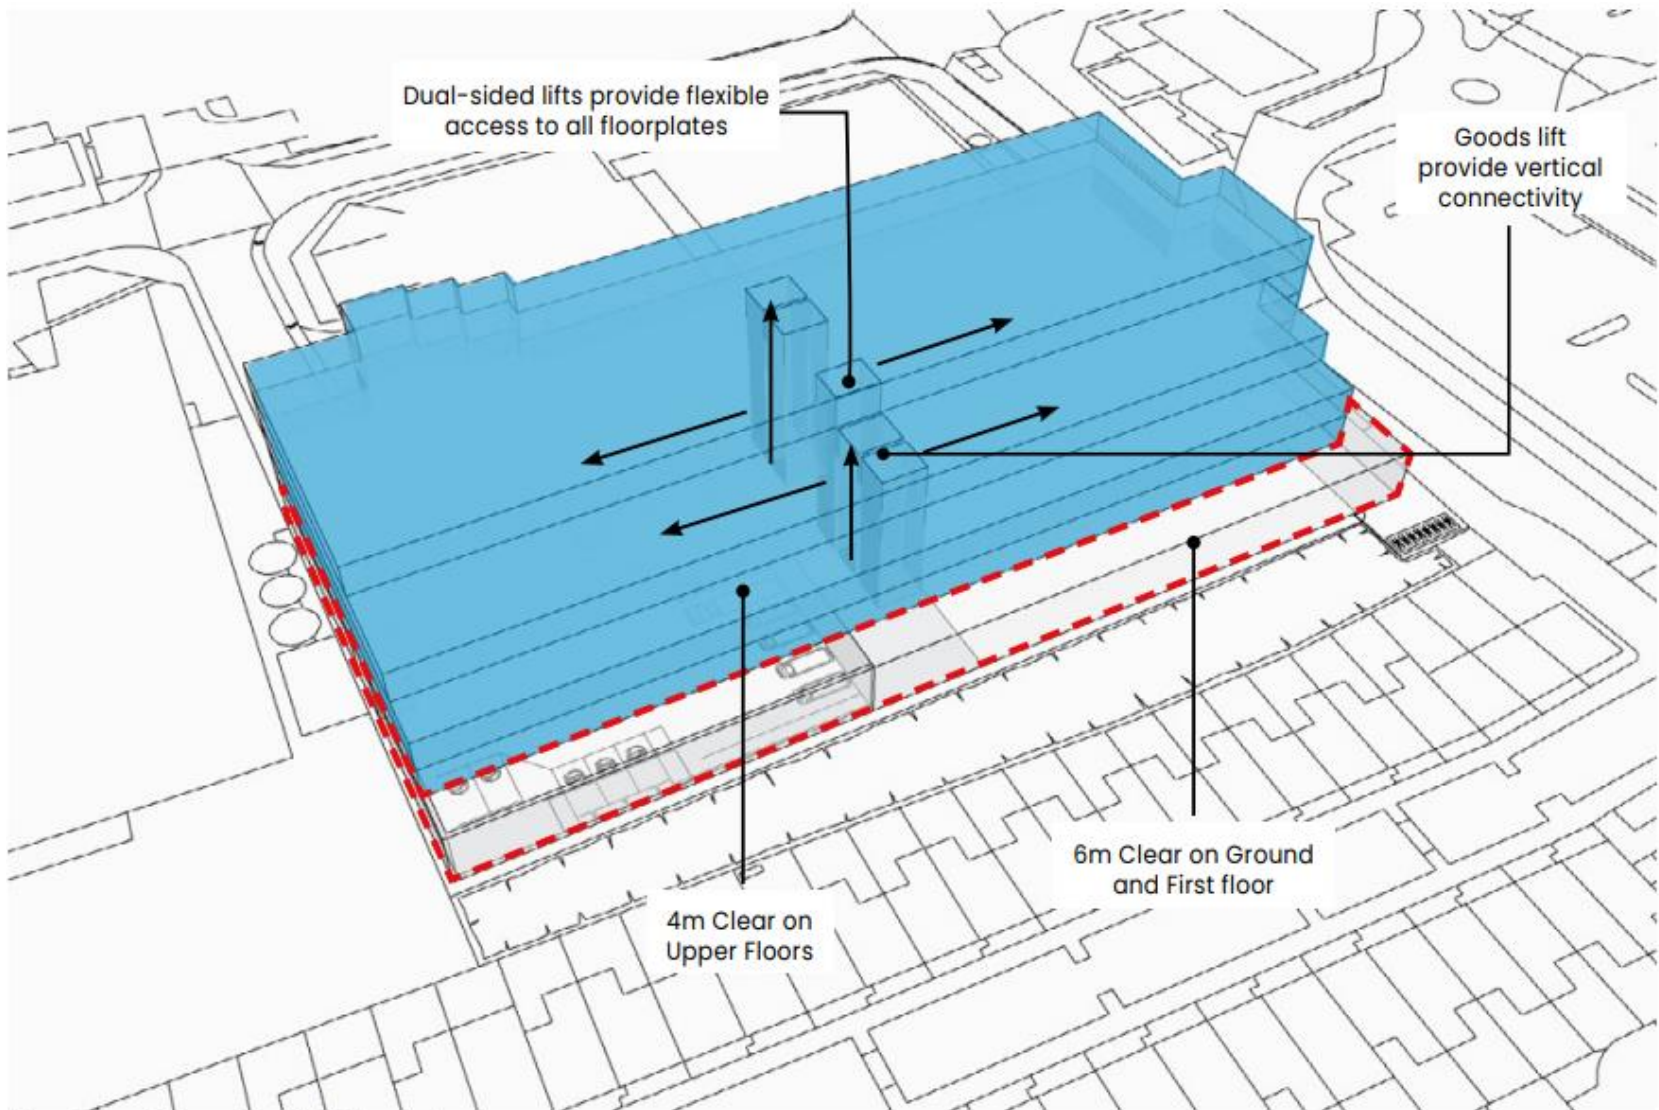 Dual-sided lifts provide flexible
access to all floorplates
Goods lift
provide vertical
connectivity
6m Clear on Ground
and First floor
4m Clear on
Upper Floors